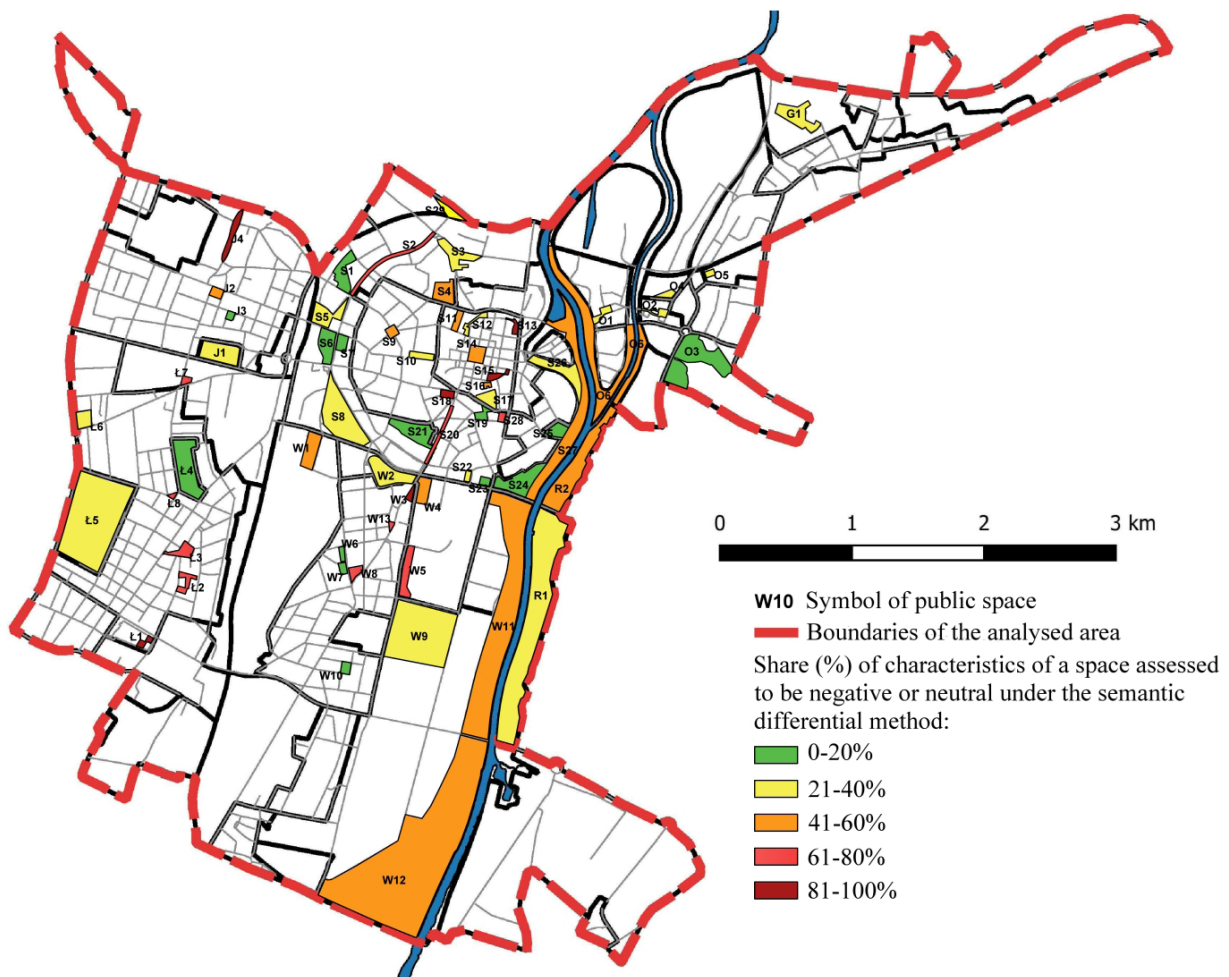 G1
S29
S2
J4
S3
S1
O5
J2
S4
O4
J3
S5
S11
S12
S13
O2
O1
S6
S7
S9
S14
O6
J1
S10
O3
S26
S15
Ł7
S16
S18
S17
O6
S8
Ł6
S19
S28
S21
S20
S25
W1
S27
Ł4
W2
S22
S23
S24
R2
Ł8
W3
W4
Ł5
W13
Ł3
W6
W7
W8
W5
Ł2
R1
W11
Ł1
W9
W10
W12
0 1 2 3 km
W10 Symbol of public space
Boundaries of the analysed area
Share (%) of characteristics of a space assessed
to be negative or neutral under the semantic
differential method:
0-20%
21-40%
41-60%
61-80%
81-100%